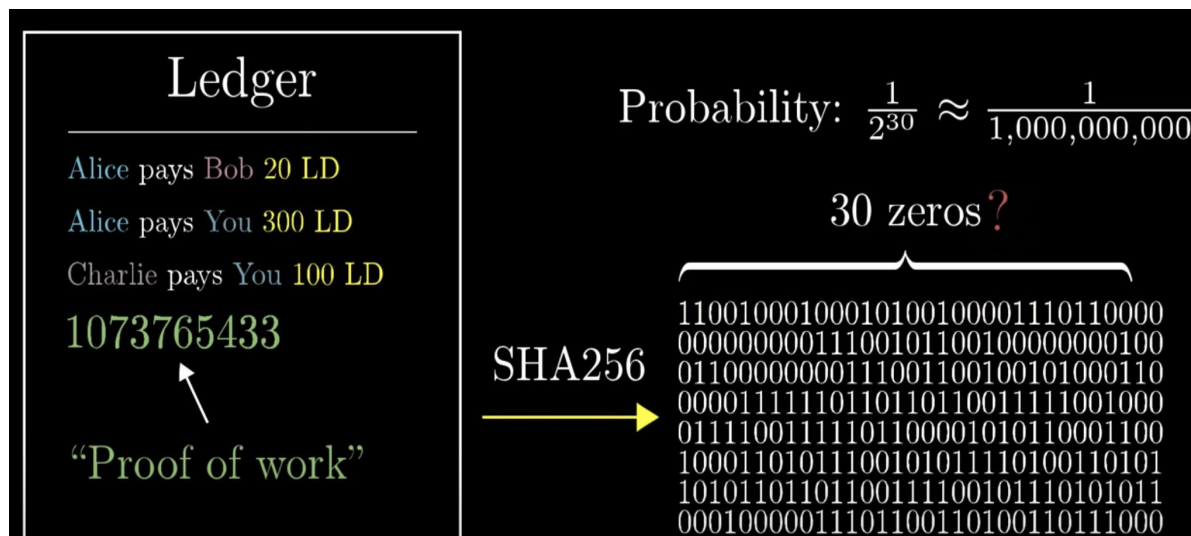 Ledger
Alice pays Bob 20 LD
Alice pays You 300 LD
Charlie pays You 100 LD
1073765433
“Proof of work”
SHA256
Probability: 1/2^30 ≈ 1/1,000,000,000
30 zeros?
11001000100010100100001110110000
00000000011100101100100000000100
01100000000111001100100101000110
00001111110110110110011111001000
01111001111101100001010110001100
10001101011100101011110100110101
10101101101100111100101110101011
00010000011101100110100110111000